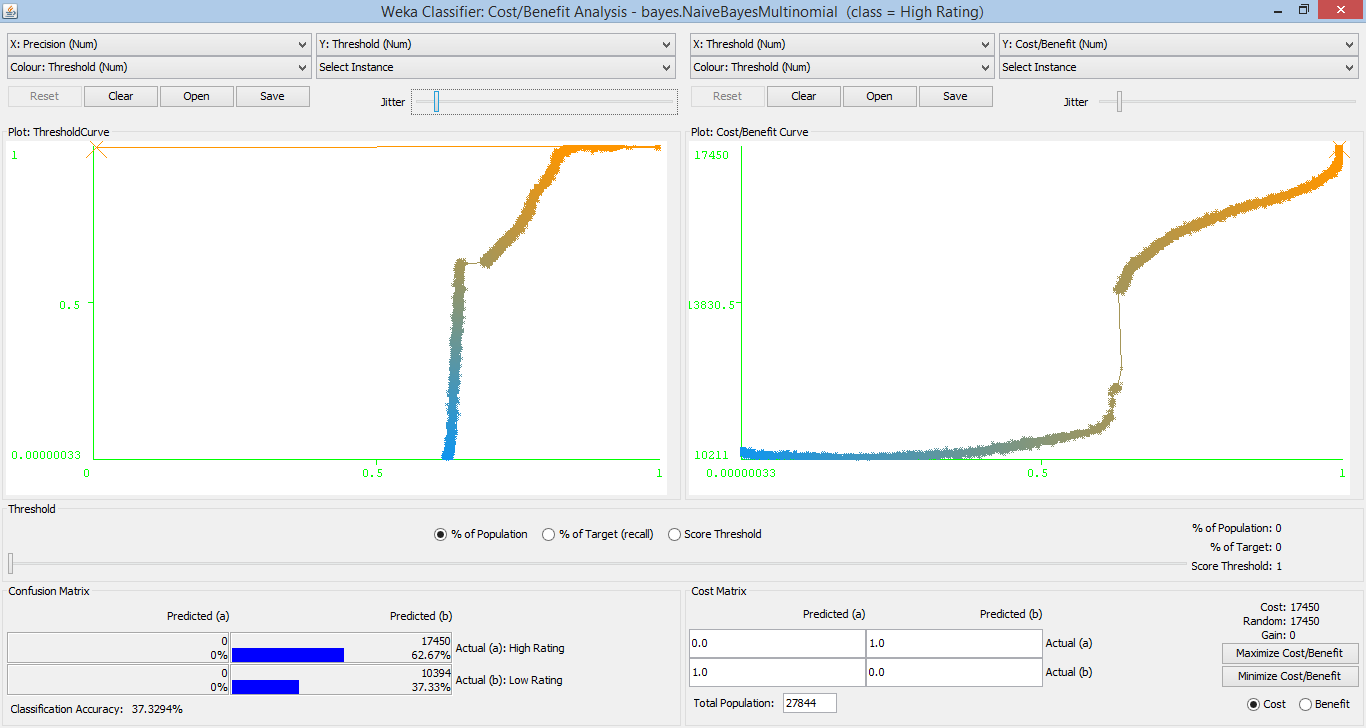 Weka Classifier: Cost/Benefit Analysis - bayes.NaiveBayesMultinomial (class = High Rating)
X: Precision (Num)
Y: Threshold (Num)
Colour: Threshold (Num)
Select Instance
Reset
Clear
Open
Save
Jitter
Plot: ThresholdCurve
1
0.5
0.00000033
0
0.5
1
X: Threshold (Num)
Y: Cost/Benefit (Num)
Colour: Threshold (Num)
Select Instance
Reset
Clear
Open
Save
Jitter
Plot: Cost/Benefit Curve
17450
13830.5
10211
0.00000033
0.5
1
Threshold
% of Population
% of Target (recall)
Score Threshold
% of Population: 0
% of Target: 0
Score Threshold: 1
Confusion Matrix
Predicted (a) Predicted (b)
0 17450
0% 62.67%
Actual (a): High Rating
0 10394
0% 37.33%
Actual (b): Low Rating
Classification Accuracy: 37.3294%
Cost Matrix
Predicted (a) Predicted (b)
0.0 1.0 Actual (a)
1.0 0.0 Actual (b)
Total Population: 27844
Cost: 17450
Random: 17450
Gain: 0
Maximize Cost/Benefit
Minimize Cost/Benefit
Cost Benefit